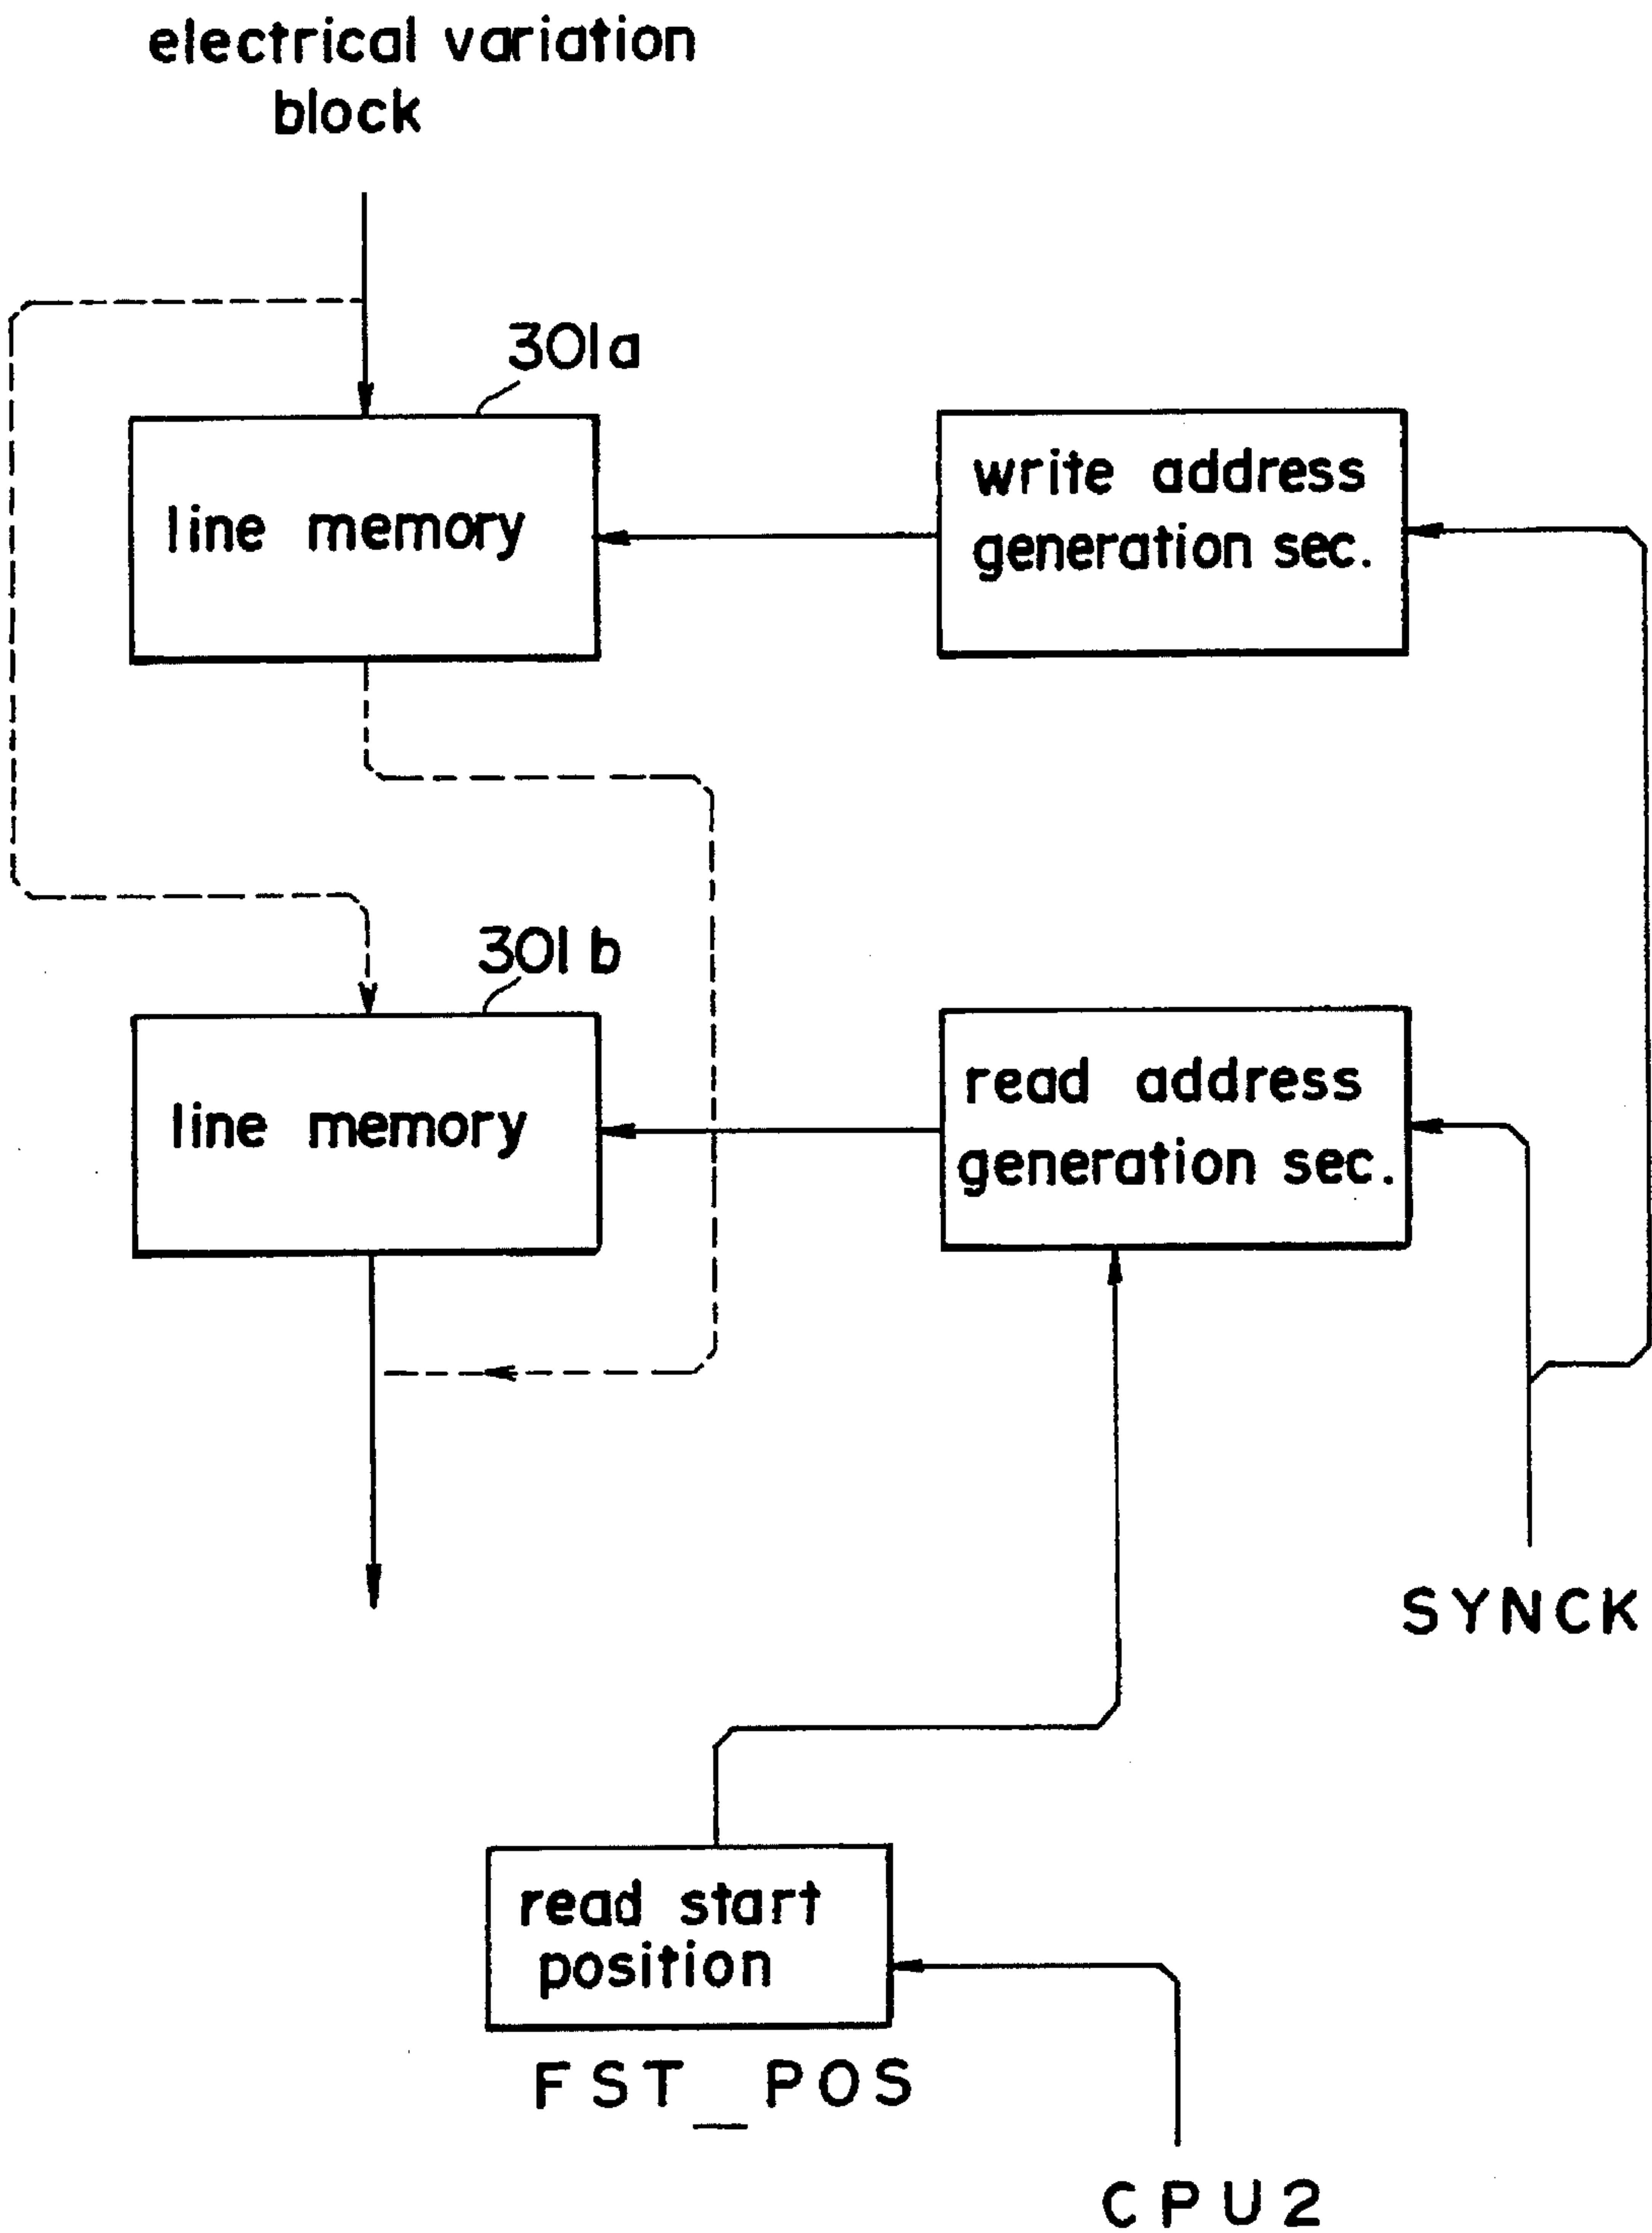 electrical variation
block
301a
line memory
write address
generation sec.
301b
line memory
read address
generation sec.
SYNCK
read start
position
FST_POS
CPU2